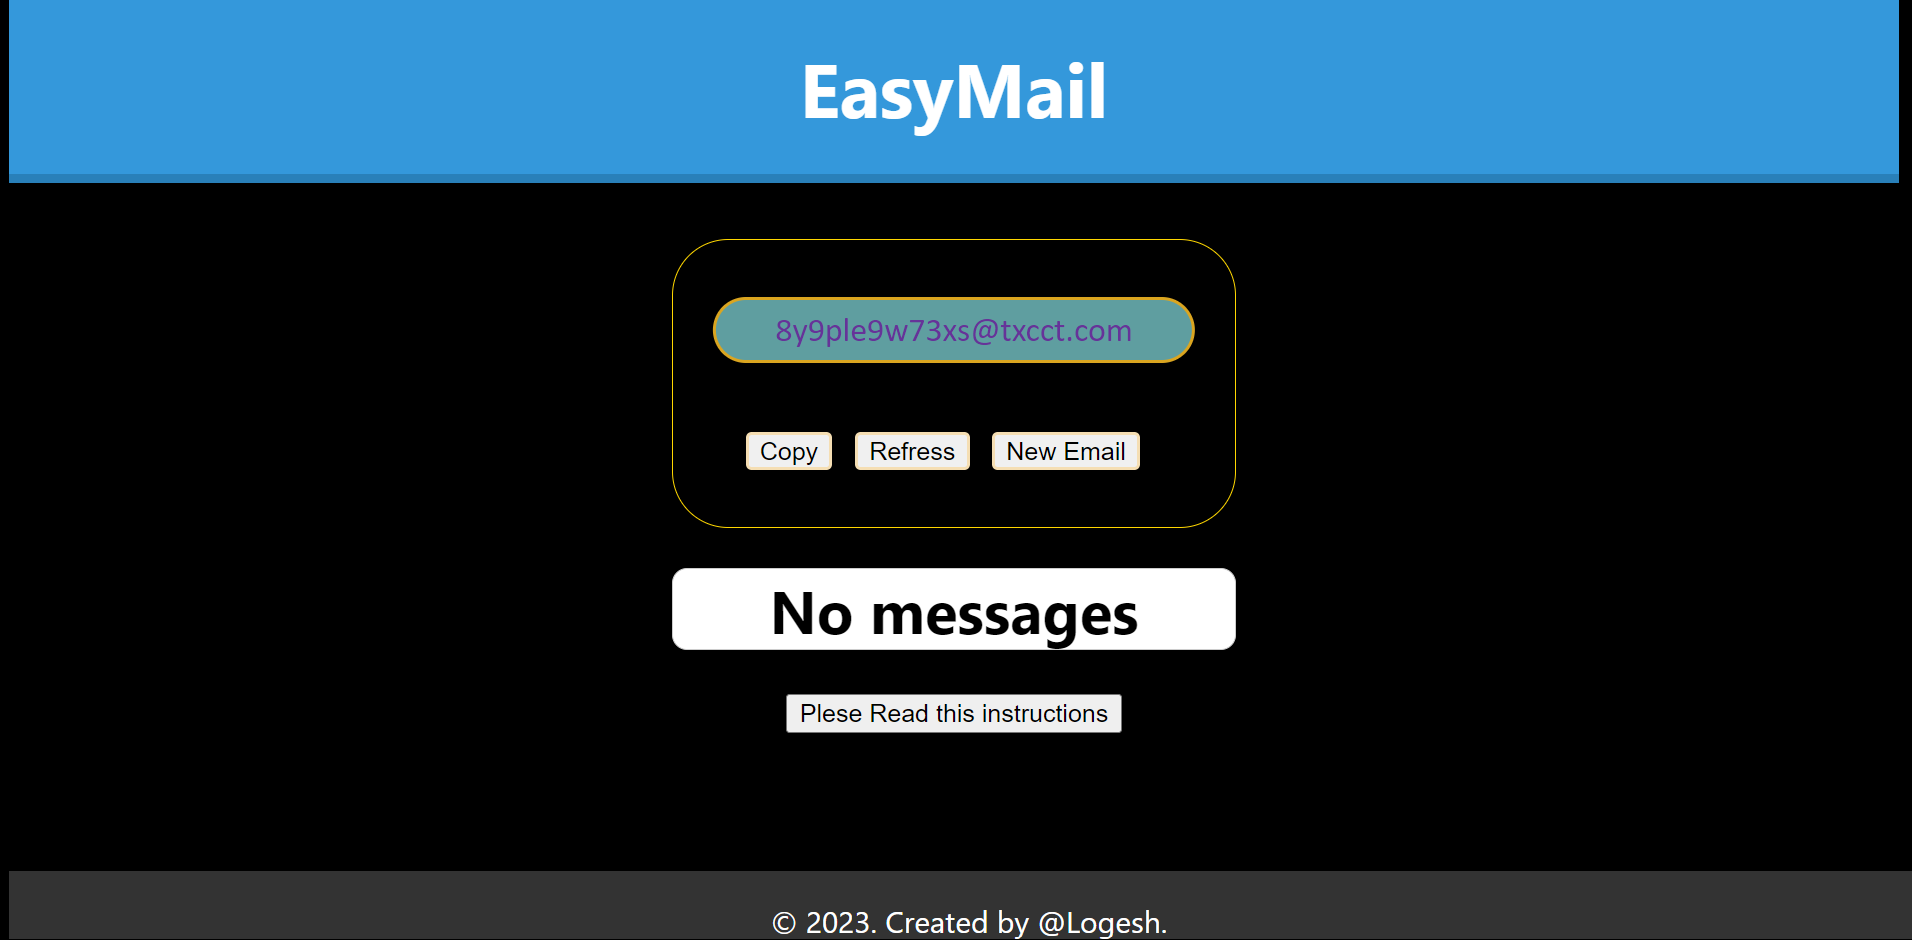 EasyMail
8y9ple9w73xs@txcct.com
Copy Refress New Email
No messages
Plese Read this instructions
© 2023. Created by @Logesh.